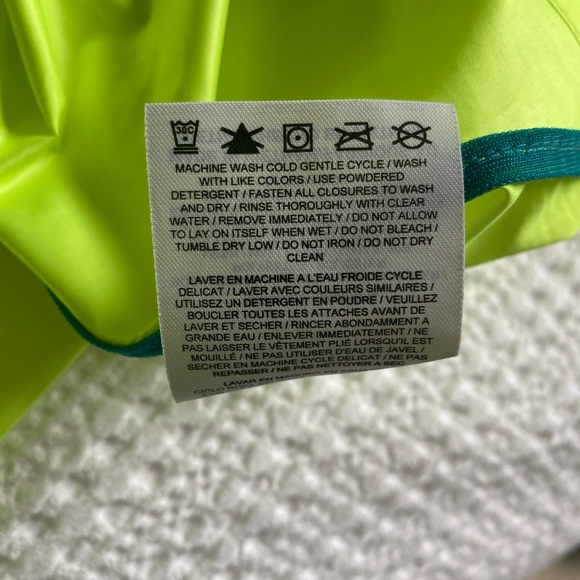 30C
MACHINE WASH COLD GENTLE CYCLE / WASH
WITH LIKE COLORS / USE POWDERED
DETERGENT / FASTEN ALL CLOSURES TO WASH
AND DRY / RINSE THOROUGHLY WITH CLEAR
WATER / REMOVE IMMEDIATELY / DO NOT ALLOW
TO LAY ON ITSELF WHEN WET / DO NOT BLEACH /
TUMBLE DRY LOW / DO NOT IRON / DO NOT DRY
CLEAN
LAVER EN MACHINE A L'EAU FROIDE CYCLE
DELICAT / LAVER AVEC COULEURS SIMILAIRES /
UTILISEZ UN DETERGENT EN POUDRE / VEUILLEZ
BOUCLER TOUTES LES ATTACHES AVANT DE
LAVER ET SECHER / RINCER ABONDAMMENT A
GRANDE EAU / ENLEVER IMMEDIATEMENT / NE
PAS LAISSER LE VÊTEMENT PLIÉ LORSQU'IL EST
MOUILLÉ / NE PAS UTILISER D'EAU DE JAVEL /
SECHER EN MACHINE CYCLE DELICAT / NE PAS
REPASSER / NE PAS NETTOYER A SEC
LAVAR EN
CICLO